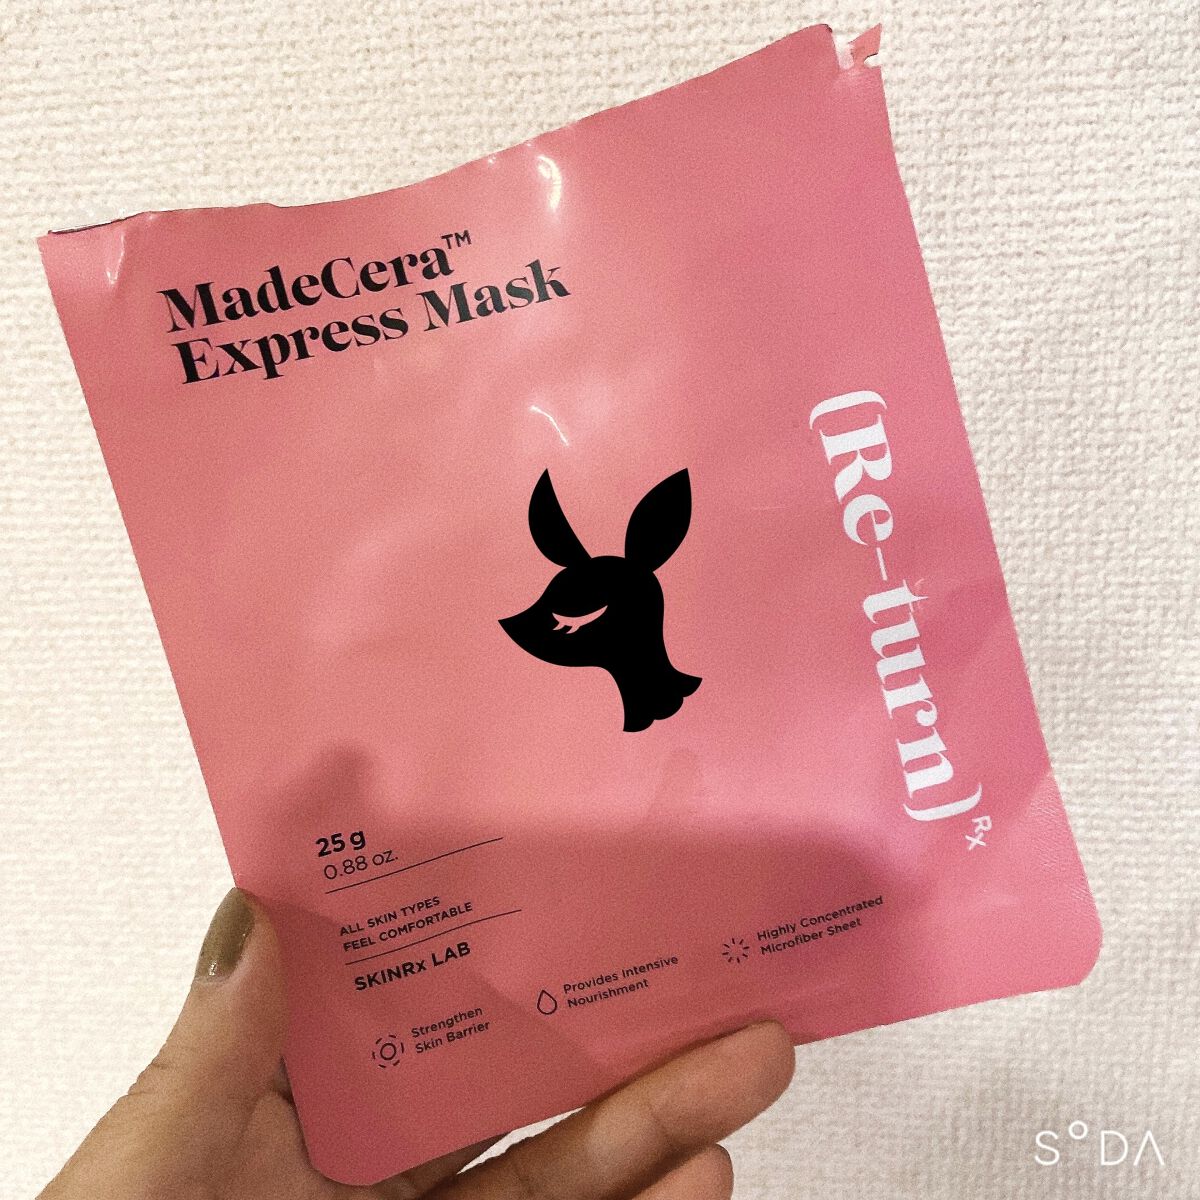 MadeCera™
Express Mask
(Re-turn)Rx
25 g
0.88 oz.
ALL SKIN TYPES
FEEL COMFORTABLE
SKINRx LAB
Strengthen
Skin Barrier
Provides Intensive
Nourishment
Highly Concentrated
Microfiber Sheet
SODA